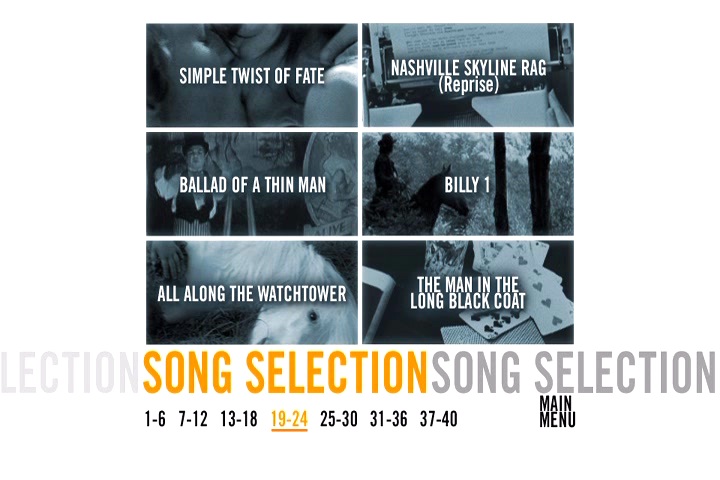 SIMPLE TWIST OF FATE
NASHVILLE SKYLINE RAG
(Reprise)
BALLAD OF A THIN MAN
BILLY 1
ALL ALONG THE WATCHTOWER
THE MAN IN THE
LONG BLACK COAT
LECTION SONG SELECTION SONG SELECTION
MAIN
MENU
1-6 7-12 13-18 19-24 25-30 31-36 37-40